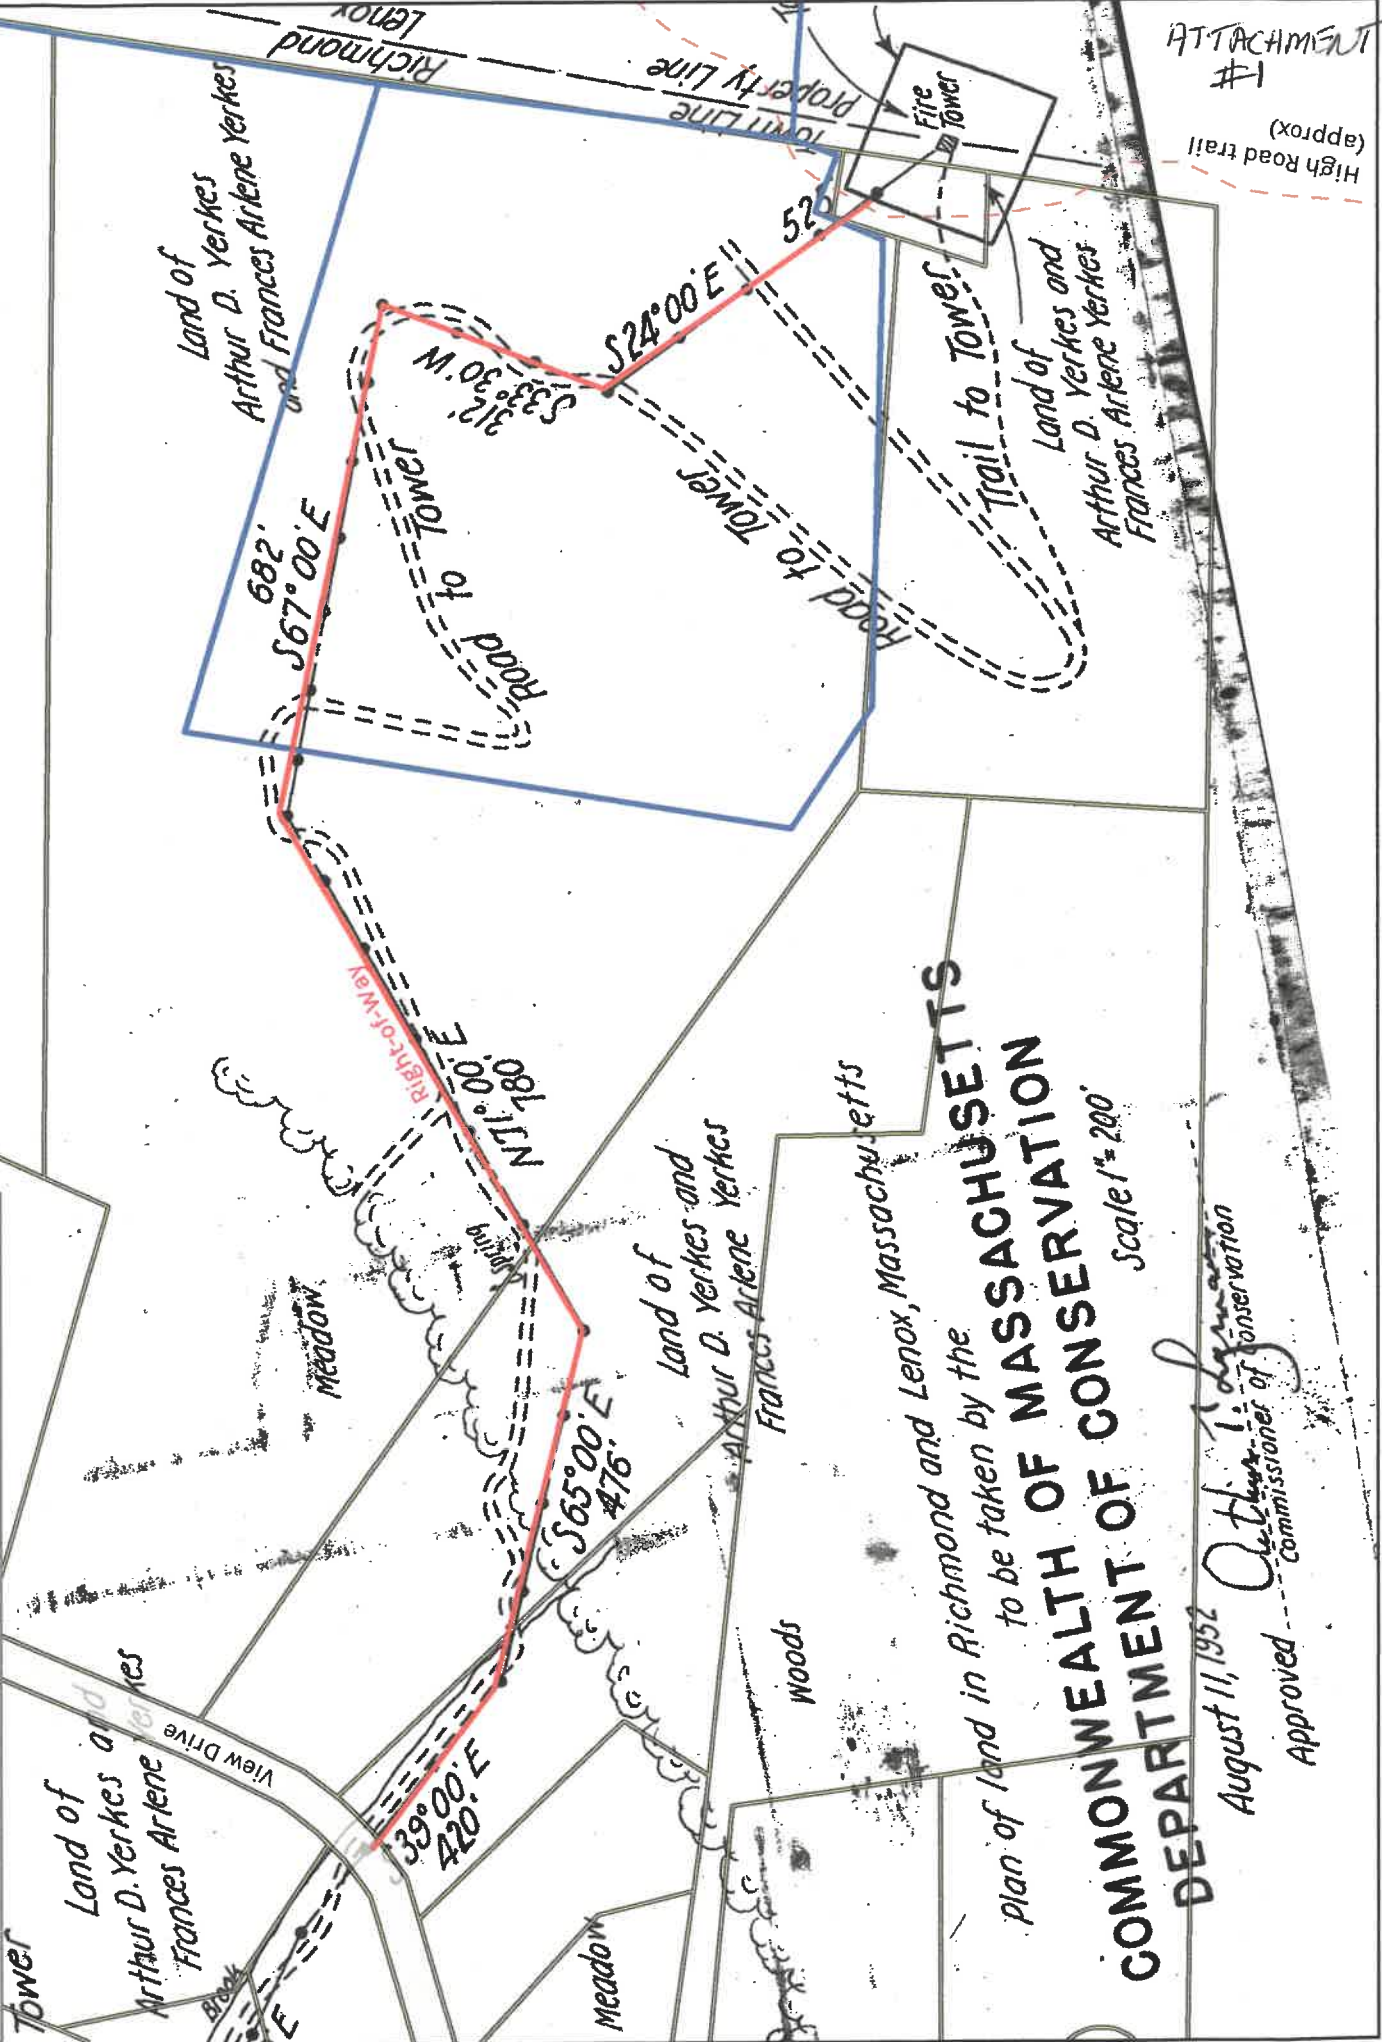 ATTACHMENT
#1
High Road trail
(approx)
Richmond
Lenox
Property Line
Town Line
Fire
Tower
Land of
Arthur D. Yerkes
and Frances Arlene Yerkes
682'
S67°00'E
312'
S33°30'W
S24°00'E
52
Road to Tower
Road to Tower
Trail to Tower
Land of
Arthur D. Yerkes and
Frances Arlene Yerkes
Right-of-Way
N71°00'E
780'
Spring
Meadow
Land of
Arthur D. Yerkes and
Frances Arlene Yerkes
S65°00'E
476'
View Drive
39°00'E
420'
Tower
Land of
Arthur D. Yerkes and
Frances Arlene Yerkes
Brook
E
Meadow
Woods
Plan of land in Richmond and Lenox, Massachusetts
to be taken by the
COMMONWEALTH OF MASSACHUSETTS
DEPARTMENT OF CONSERVATION
Scale 1"=200'
August 11, 1952
Approved
Commissioner of Conservation